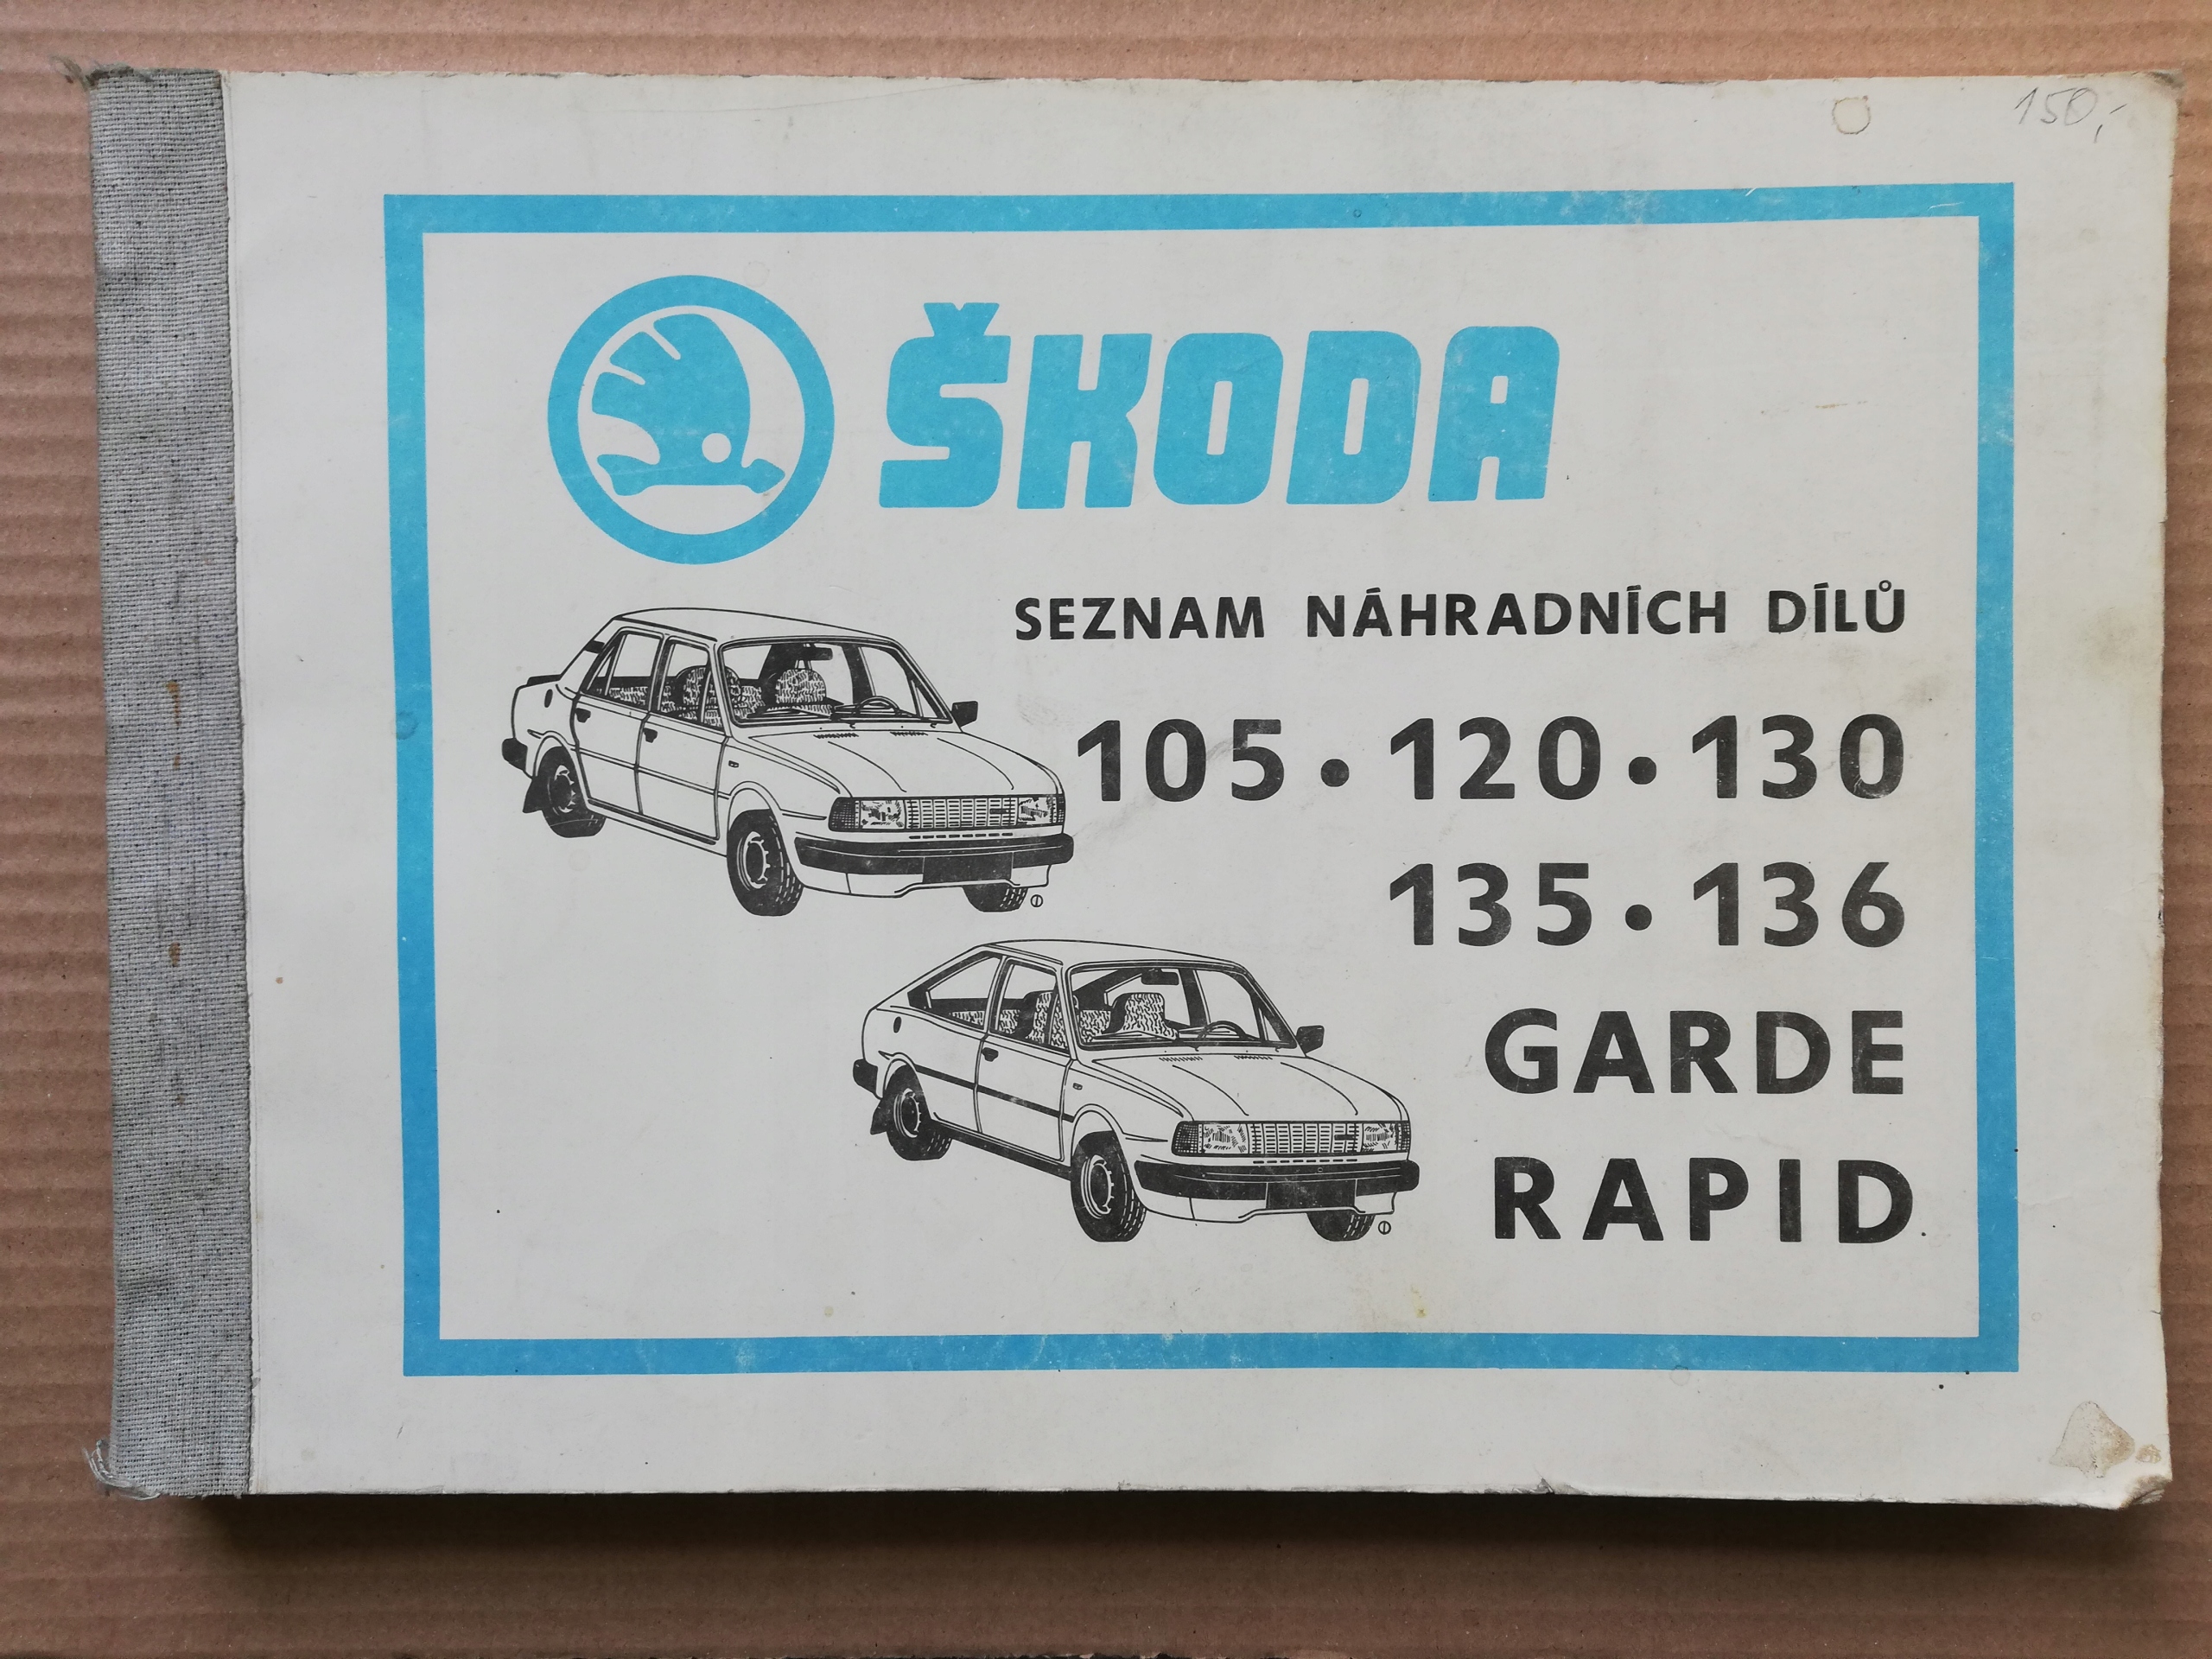 150,-
ŠKODA
SEZNAM NÁHRADNÍCH DÍLŮ
105 • 120 • 130
135 • 136
GARDE
RAPID